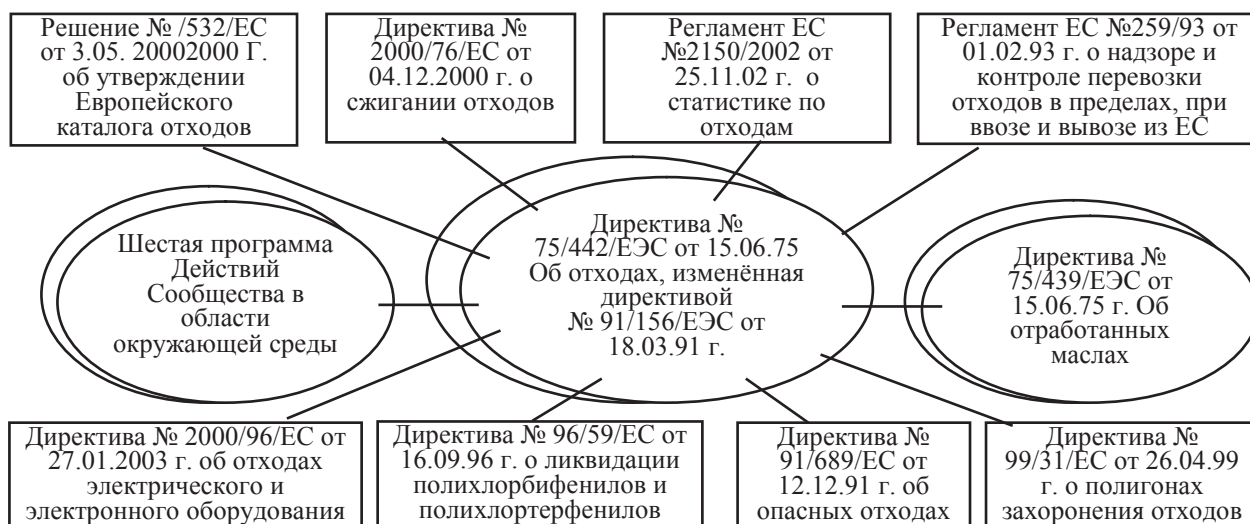 Решение № /532/ЕС
от 3.05. 20002000 Г.
об утверждении
Европейского
каталога отходов
Директива №
2000/76/ЕС от
04.12.2000 г. о
сжигании отходов
Регламент ЕС
№2150/2002 от
25.11.02 г. о
статистике по
отходам
Регламент ЕС №259/93 от
01.02.93 г. о надзоре и
контроле перевозки
отходов в пределах, при
ввозе и вывозе из ЕС
Шестая программа
Действий
Сообщества в
области
окружающей среды
Директива №
75/442/ЕЭС от 15.06.75
Об отходах, изменённая
директивой
№ 91/156/ЕЭС от
18.03.91 г.
Директива №
75/439/ЕЭС от
15.06.75 г. Об
отработанных
маслах
Директива № 2000/96/ЕС от
27.01.2003 г. об отходах
электрического и
электронного оборудования
Директива № 96/59/ЕС от
16.09.96 г. о ликвидации
полихлорбифенилов и
полихлортерфенилов
Директива №
91/689/ЕС от
12.12.91 г. об
опасных отходах
Директива №
99/31/ЕС от 26.04.99
г. о полигонах
захоронения отходов